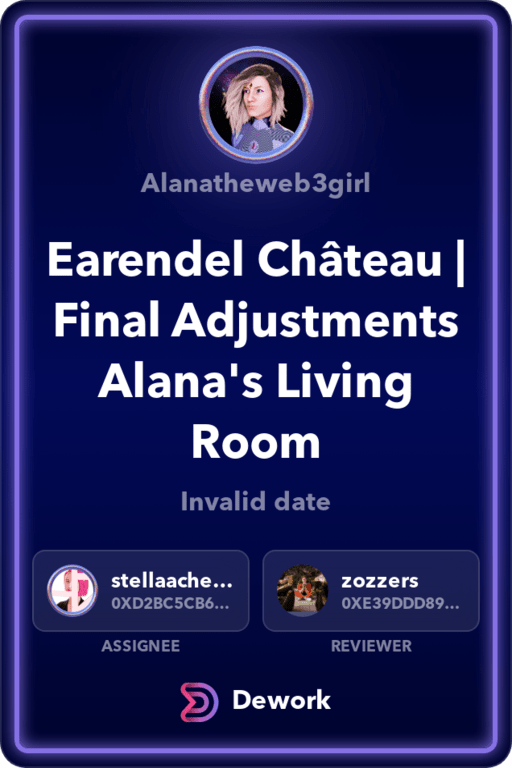 Alanatheweb3girl
Earendel Château |
Final Adjustments
Alana's Living
Room
Invalid date
stellaache...
0XD2BC5CB6...
ASSIGNEE
zozzers
0XE39DDD89...
REVIEWER
Dework